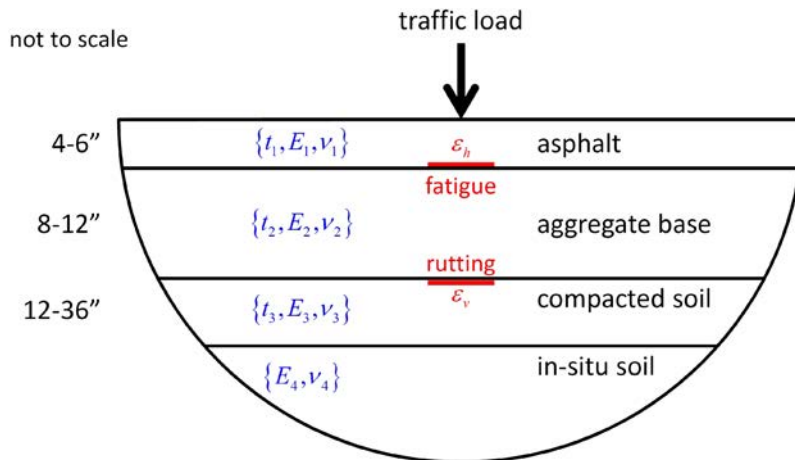 traffic load
not to scale
4-6” {t₁, E₁, ν₁} εₕ asphalt
fatigue
8-12” {t₂, E₂, ν₂} aggregate base
rutting
12-36” {t₃, E₃, ν₃} εᵥ compacted soil
{E₄, ν₄} in-situ soil